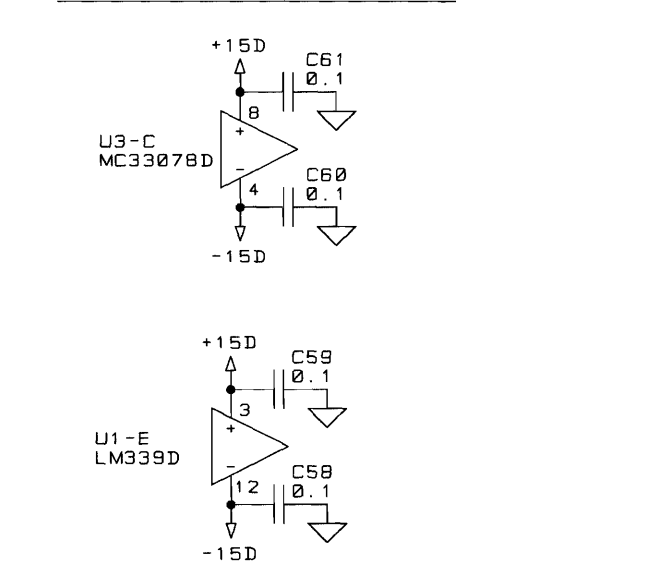 +15D
C61
0.1
8
+
U3-C
MC33078D
-
4
C60
0.1
-15D
+15D
C59
0.1
3
+
U1-E
LM339D
-
12
C58
0.1
-15D